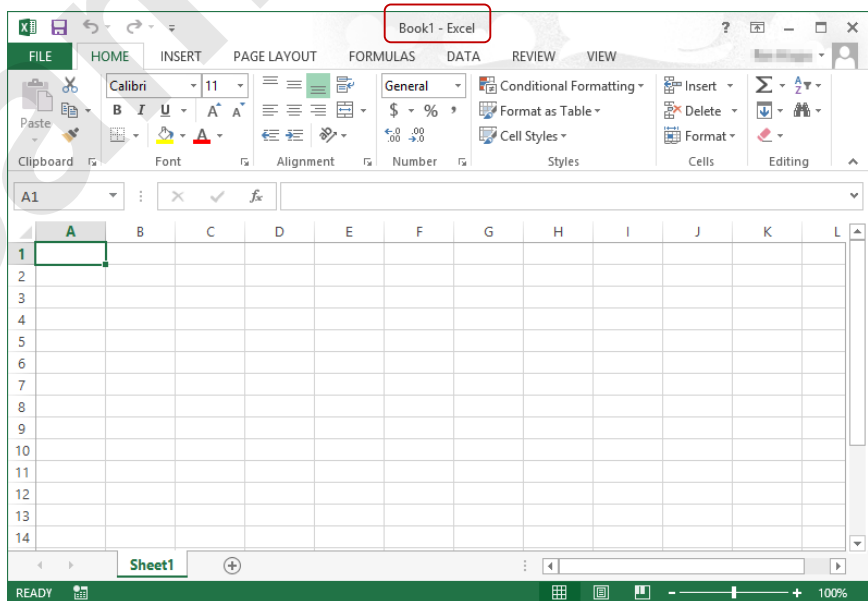 Book1 - Excel ?
FILE HOME INSERT PAGE LAYOUT FORMULAS DATA REVIEW VIEW
Calibri 11 General Conditional Formatting Insert
Paste B I U A A $ % , Format as Table Delete
A .00 .00 Cell Styles Format
Clipboard Font Alignment Number Styles Cells Editing
A1 fx
A B C D E F G H I J K L
1
2
3
4
5
6
7
8
9
10
11
12
13
14
Sheet1
READY 100%